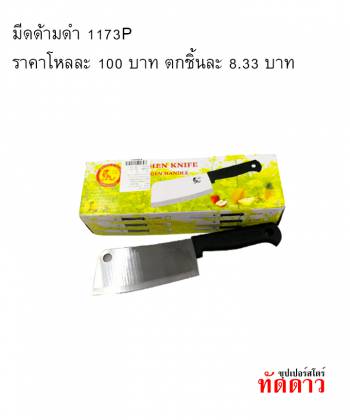 มีดด้ามดำ 1173P
ราคาโหลละ 100 บาท ตกชิ้นละ 8.33 บาท
HEN KNIFE
EN HANDLE
ซุปเปอร์สโตร์
ทัดดาว